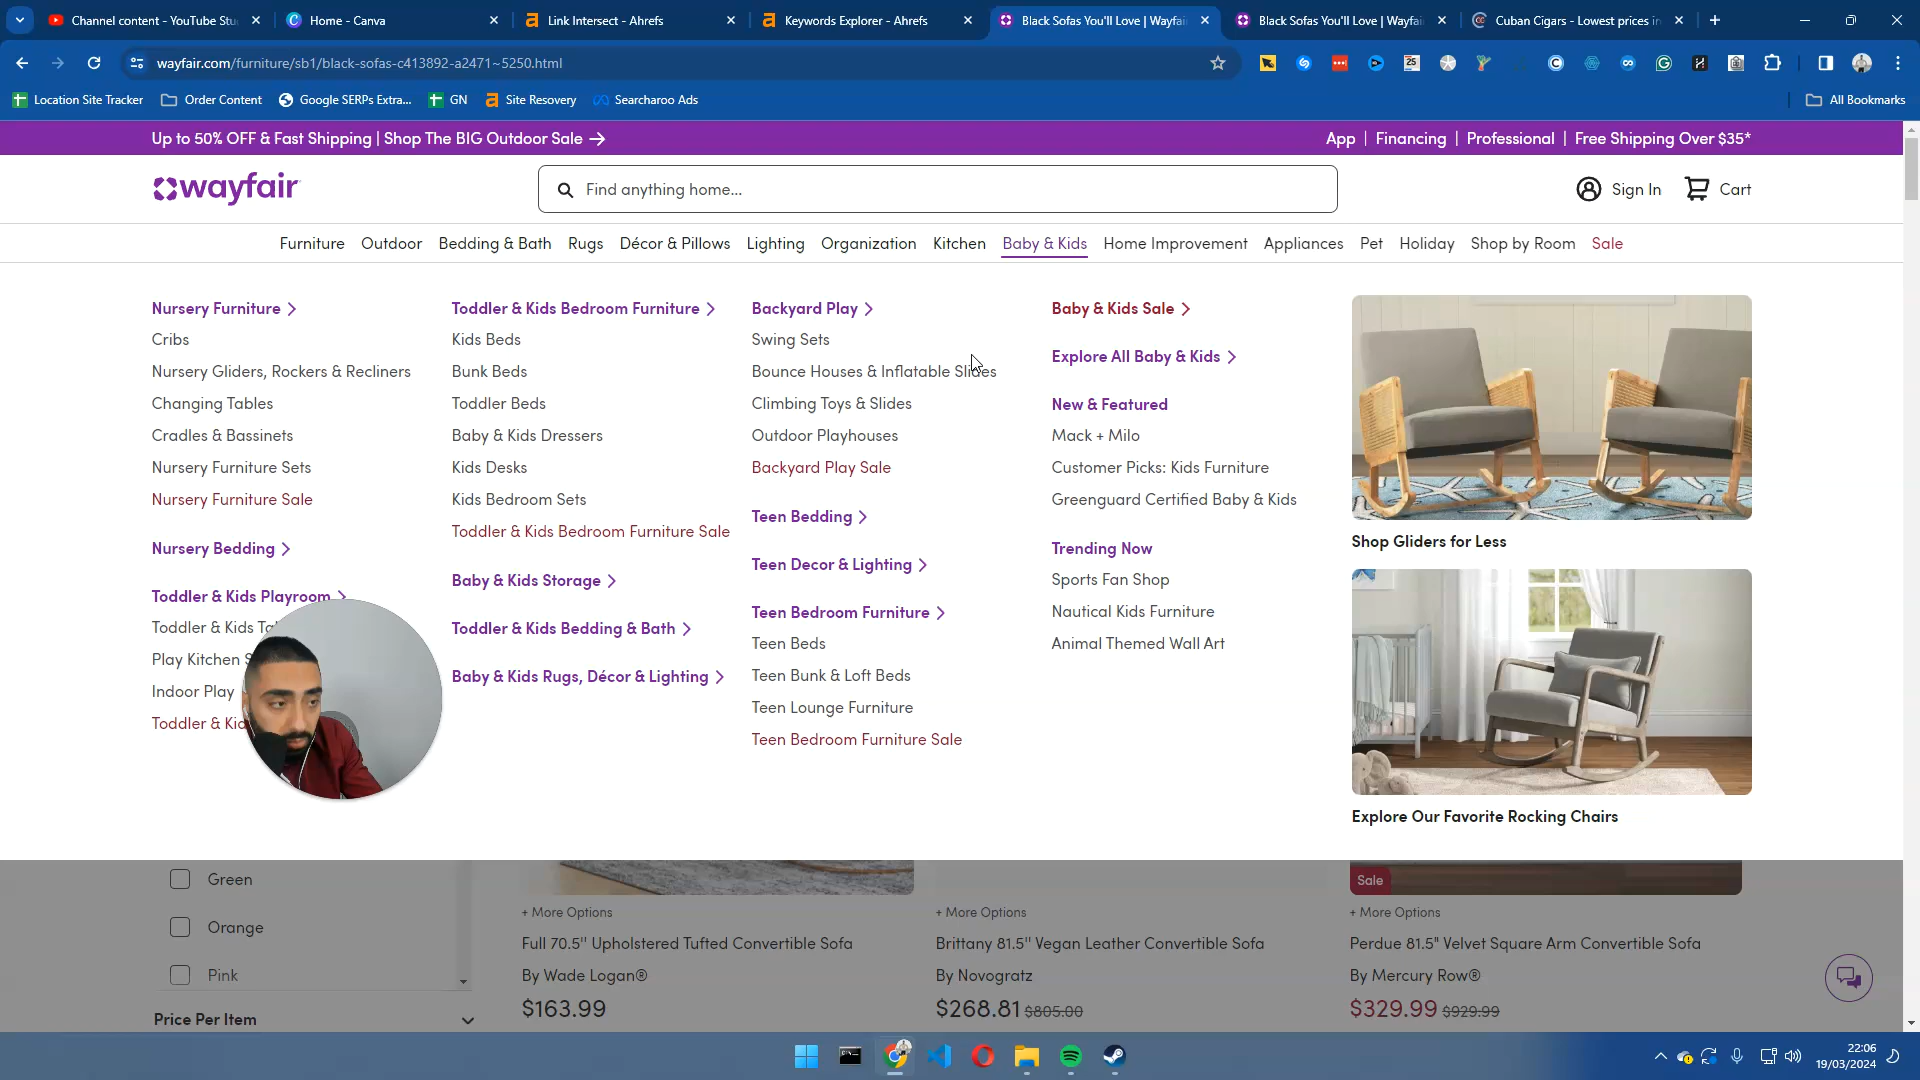 Channel content - YouTube Stu
Home - Canva
Link Intersect - Ahrefs
Keywords Explorer - Ahrefs
Black Sofas You'll Love | Wayfai
Black Sofas You'll Love | Wayfai
Cuban Cigars - Lowest prices in
wayfair.com/furniture/sb1/black-sofas-c413892-a2471~5250.html
Location Site Tracker
Order Content
Google SERPs Extra...
GN
Site Recovery
Searcharoo Ads
All Bookmarks
Up to 50% OFF & Fast Shipping | Shop The BIG Outdoor Sale →
App | Financing | Professional | Free Shipping Over $35*
wayfair
Find anything home...
Sign In
Cart
Furniture Outdoor Bedding & Bath Rugs Décor & Pillows Lighting Organization Kitchen Baby & Kids Home Improvement Appliances Pet Holiday Shop by Room Sale
Nursery Furniture
Cribs
Nursery Gliders, Rockers & Recliners
Changing Tables
Cradles & Bassinets
Nursery Furniture Sets
Nursery Furniture Sale
Nursery Bedding
Toddler & Kids Playroom
Toddler & Kids Ta
Play Kitchen S
Indoor Play
Toddler & Kid
Toddler & Kids Bedroom Furniture
Kids Beds
Bunk Beds
Toddler Beds
Baby & Kids Dressers
Kids Desks
Kids Bedroom Sets
Toddler & Kids Bedroom Furniture Sale
Baby & Kids Storage
Toddler & Kids Bedding & Bath
Baby & Kids Rugs, Décor & Lighting
Backyard Play
Swing Sets
Bounce Houses & Inflatable Slides
Climbing Toys & Slides
Outdoor Playhouses
Backyard Play Sale
Teen Bedding
Teen Decor & Lighting
Teen Bedroom Furniture
Teen Beds
Teen Bunk & Loft Beds
Teen Lounge Furniture
Teen Bedroom Furniture Sale
Baby & Kids Sale
Explore All Baby & Kids
New & Featured
Mack + Milo
Customer Picks: Kids Furniture
Greenguard Certified Baby & Kids
Trending Now
Sports Fan Shop
Nautical Kids Furniture
Animal Themed Wall Art
Shop Gliders for Less
Explore Our Favorite Rocking Chairs
Green
Orange
Pink
Price Per Item
+ More Options
Full 70.5'' Upholstered Tufted Convertible Sofa
By Wade Logan®
$163.99
+ More Options
Brittany 81.5'' Vegan Leather Convertible Sofa
By Novogratz
$268.81 $805.00
Sale
+ More Options
Perdue 81.5" Velvet Square Arm Convertible Sofa
By Mercury Row®
$329.99 $929.99
22:06
19/03/2024